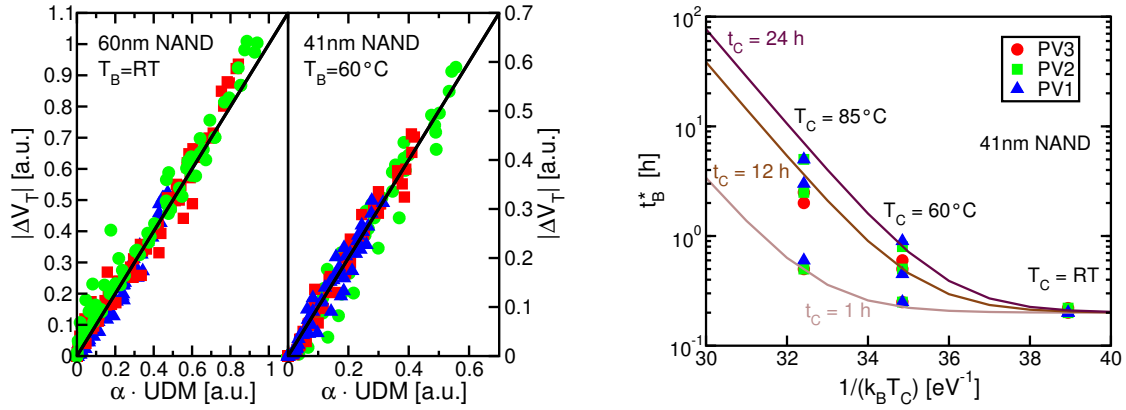 60nm NAND
T_B=RT
41nm NAND
T_B=60°C
|ΔV_T| [a.u.]
1.1
1
0.9
0.8
0.7
0.6
0.5
0.4
0.3
0.2
0.1
0
0.7
0.6
0.5
0.4
0.3
0.2
0.1
0
|ΔV_T| [a.u.]
0 0.2 0.4 0.6 0.8 1
0 0.2 0.4 0.6
α · UDM [a.u.]
α · UDM [a.u.]
t_B^* [h]
10^2
10^1
10^0
10^-1
t_C = 24 h
t_C = 12 h
t_C = 1 h
T_C = 85°C
T_C = 60°C
T_C = RT
PV3
PV2
PV1
41nm NAND
30 32 34 36 38 40
1/(k_B T_C) [eV^-1]